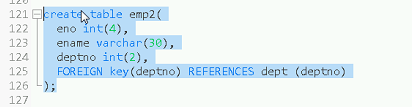 121 create table emp2(
122 eno int(4),
123 ename varchar(30),
124 deptno int(2),
125 FOREIGN key(deptno) REFERENCES dept (deptno)
126 );
127